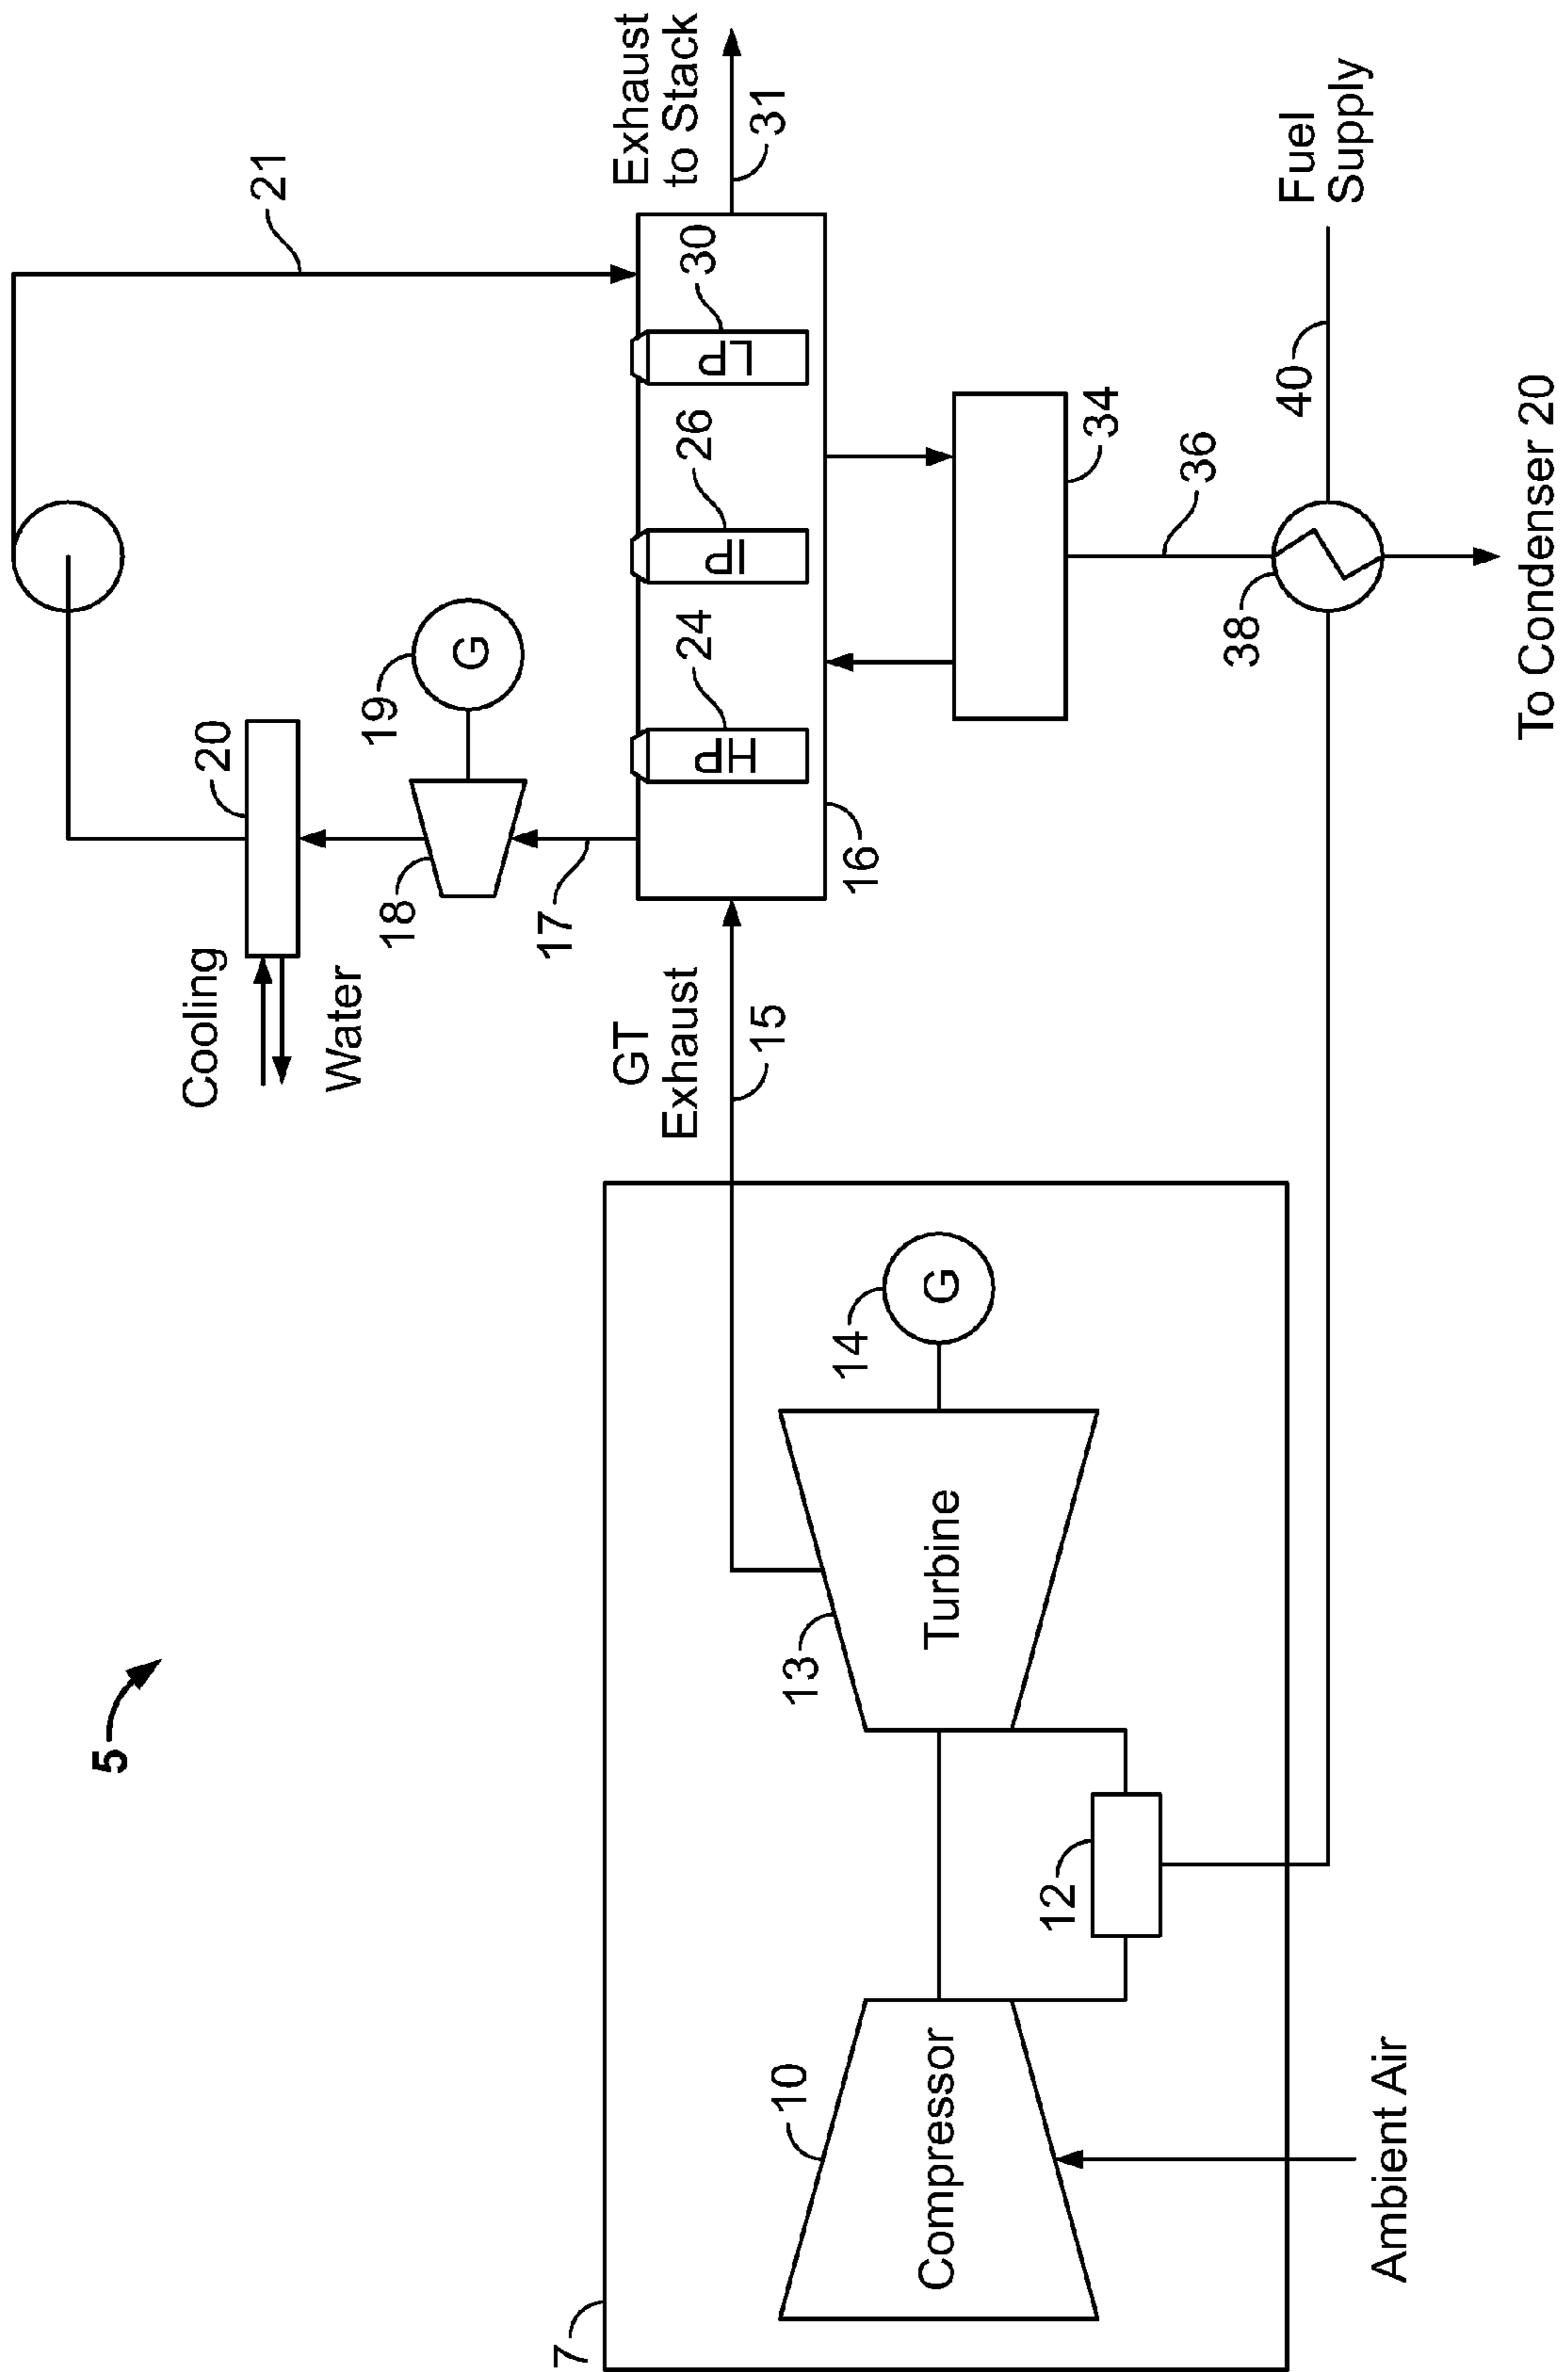 5
7
10
Compressor
Ambient Air
12
13
Turbine
14
G
GT
Exhaust
15
Cooling
Water
20
18
19
G
17
16
HP
24
IP
26
LP
30
21
Exhaust
to Stack
31
34
36
38
40
Fuel
Supply
To Condenser 20